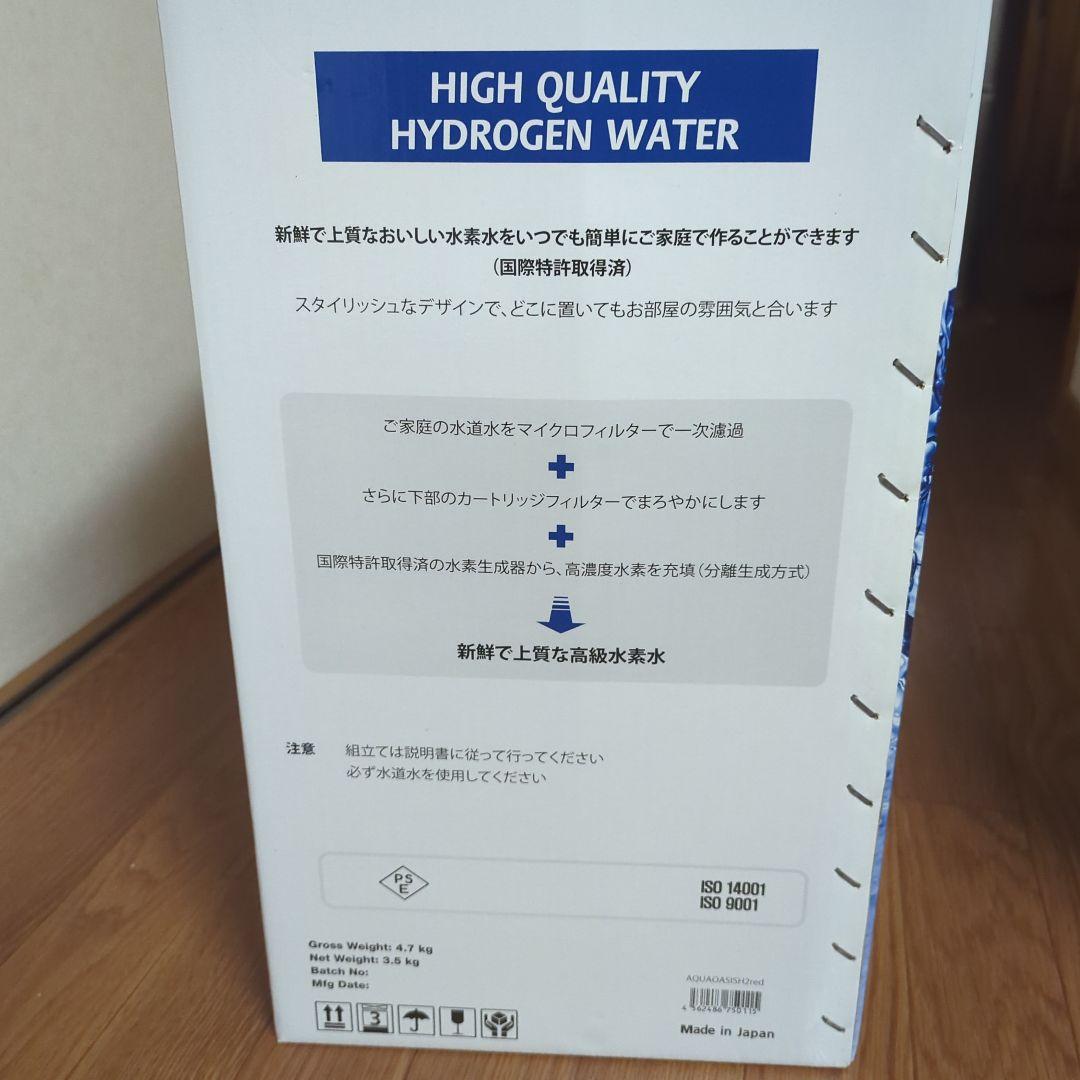 HIGH QUALITY
HYDROGEN WATER
新鮮で上質なおいしい水素水をいつでも簡単にご家庭で作ることができます
（国際特許取得済）
スタイリッシュなデザインで、どこに置いてもお部屋の雰囲気と合います
ご家庭の水道水をマイクロフィルターで一次濾過
さらに下部のカートリッジフィルターでまろやかにします
国際特許取得済の水素生成器から、高濃度水素を充填（分離生成方式）
新鮮で上質な高級水素水
注意 組立ては説明書に従って行ってください
必ず水道水を使用してください
PS
E
ISO 14001
ISO 9001
Gross Weight: 4.7 kg
Net Weight: 3.5 kg
Batch No:
Mfg Date:
3
AQUAOASISH2red
4 562486 750115
Made in Japan